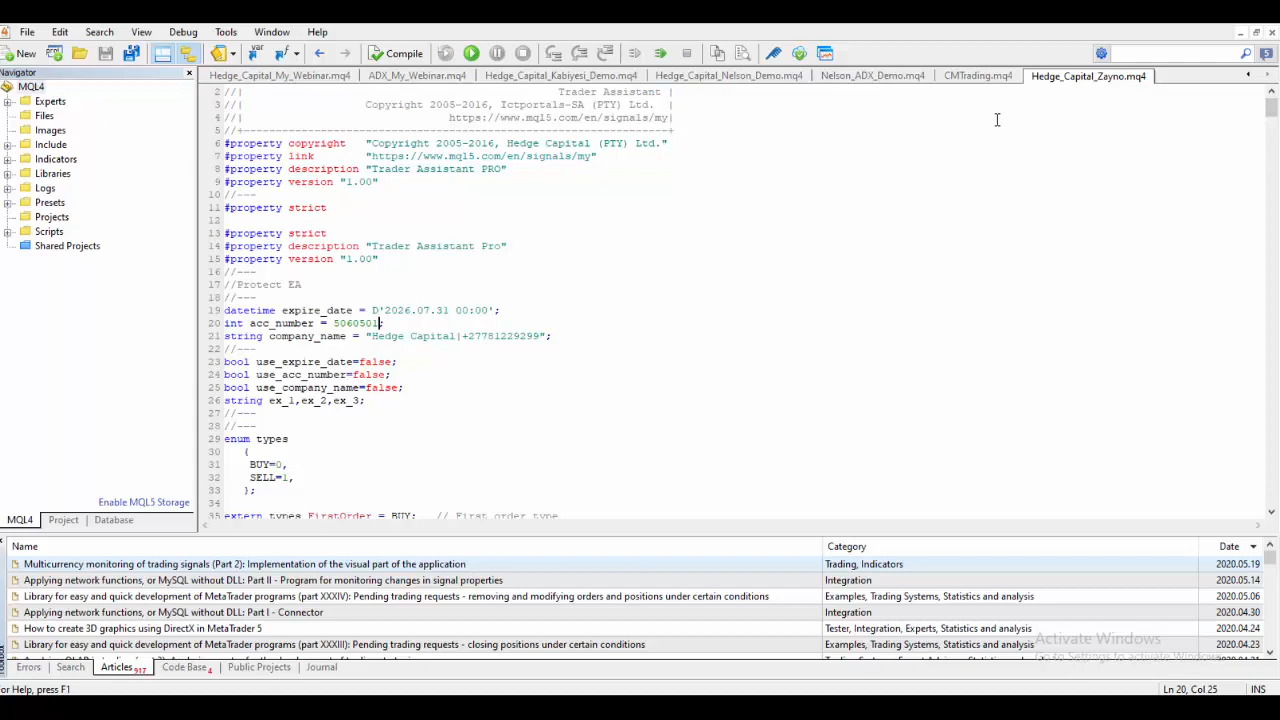 File Edit Search View Debug Tools Window Help
New Compile 5
Navigator
MQL4
Experts
Files
Images
Include
Indicators
Libraries
Logs
Presets
Projects
Scripts
Shared Projects
Enable MQL5 Storage
MQL4 Project Database
Hedge_Capital_My_Webinar.mq4 ADX_My_Webinar.mq4 Hedge_Capital_Kabiyesi_Demo.mq4 Hedge_Capital_Nelson_Demo.mq4 Nelson_ADX_Demo.mq4 CMTrading.mq4 Hedge_Capital_Zayno.mq4
2 //| Trader Assistant |
3 //| Copyright 2005-2016, Ictportals-SA (PTY) Ltd. |
4 //| https://www.mql5.com/en/signals/my|
5 //+------------------------------------------------------------------+
6 #property copyright "Copyright 2005-2016, Hedge Capital (PTY) Ltd."
7 #property link "https://www.mql5.com/en/signals/my"
8 #property description "Trader Assistant PRO"
9 #property version "1.00"
10 //---
11 #property strict
12
13 #property strict
14 #property description "Trader Assistant Pro"
15 #property version "1.00"
16 //---
17 //Protect EA
18 //---
19 datetime expire_date = D'2026.07.31 00:00';
20 int acc_number = 5060501;
21 string company_name = "Hedge Capital|+27781229299";
22 //---
23 bool use_expire_date=false;
24 bool use_acc_number=false;
25 bool use_company_name=false;
26 string ex_1,ex_2,ex_3;
27 //---
28 //---
29 enum types
30 {
31 BUY=0,
32 SELL=1,
33 };
34
35 extern types FirstOrder = BUY; // First order type
Name Category Date
Multicurrency monitoring of trading signals (Part 2): Implementation of the visual part of the application Trading, Indicators 2020.05.19
Applying network functions, or MySQL without DLL: Part II - Program for monitoring changes in signal properties Integration 2020.05.14
Library for easy and quick development of MetaTrader programs (part XXXIV): Pending trading requests - removing and modifying orders and positions under certain conditions Examples, Trading Systems, Statistics and analysis 2020.05.06
Applying network functions, or MySQL without DLL: Part I - Connector Integration 2020.04.30
How to create 3D graphics using DirectX in MetaTrader 5 Tester, Integration, Experts, Statistics and analysis 2020.04.24
Library for easy and quick development of MetaTrader programs (part XXXIII): Pending trading requests - closing positions under certain conditions Examples, Trading Systems, Statistics and analysis 2020.04.23
Activate Windows
Go to Settings to activate Windows.
Errors Search Articles 917 Code Base 4 Public Projects Journal
or Help, press F1 Ln 20, Col 25 INS